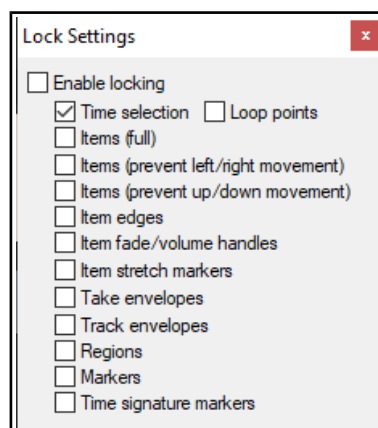 Lock Settings
x
Enable locking
Time selection Loop points
Items (full)
Items (prevent left/right movement)
Items (prevent up/down movement)
Item edges
Item fade/volume handles
Item stretch markers
Take envelopes
Track envelopes
Regions
Markers
Time signature markers